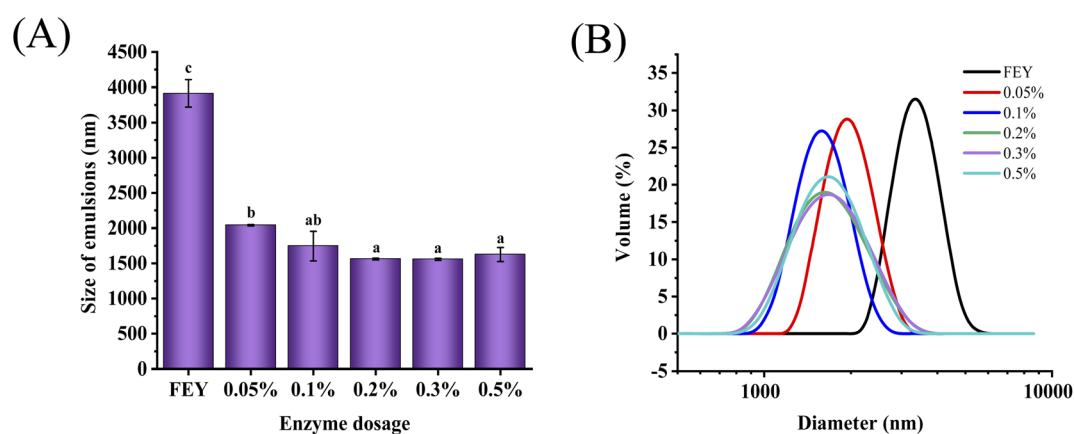 (A)
4500
4000
3500
3000
2500
2000
1500
1000
500
0
Size of emulsions (nm)
c
b
ab
a
a
a
FEY 0.05% 0.1% 0.2% 0.3% 0.5%
Enzyme dosage
(B)
35
30
25
20
15
10
5
0
-5
Volume (%)
FEY
0.05%
0.1%
0.2%
0.3%
0.5%
1000 10000
Diameter (nm)